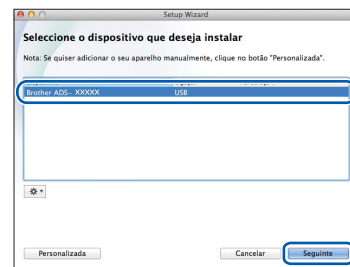 Setup Wizard
Seleccione o dispositivo que deseja instalar
Nota: Se quiser adicionar o seu aparelho manualmente, clique no botão "Personalizada".
Brother ADS- XXXXX USB
Personalizada Cancelar Seguinte